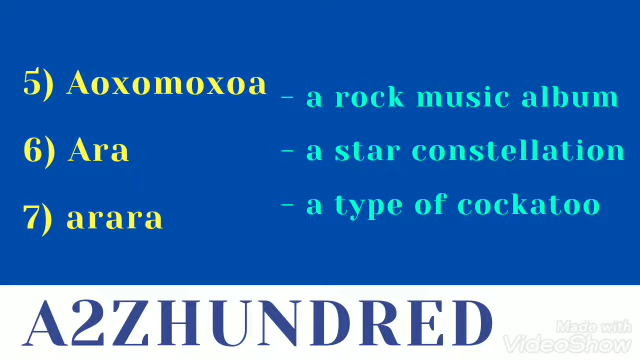 5) Aoxomoxoa - a rock music album
6) Ara - a star constellation
7) arara - a type of cockatoo
A2ZHUNDRED
Made with
VideoShow